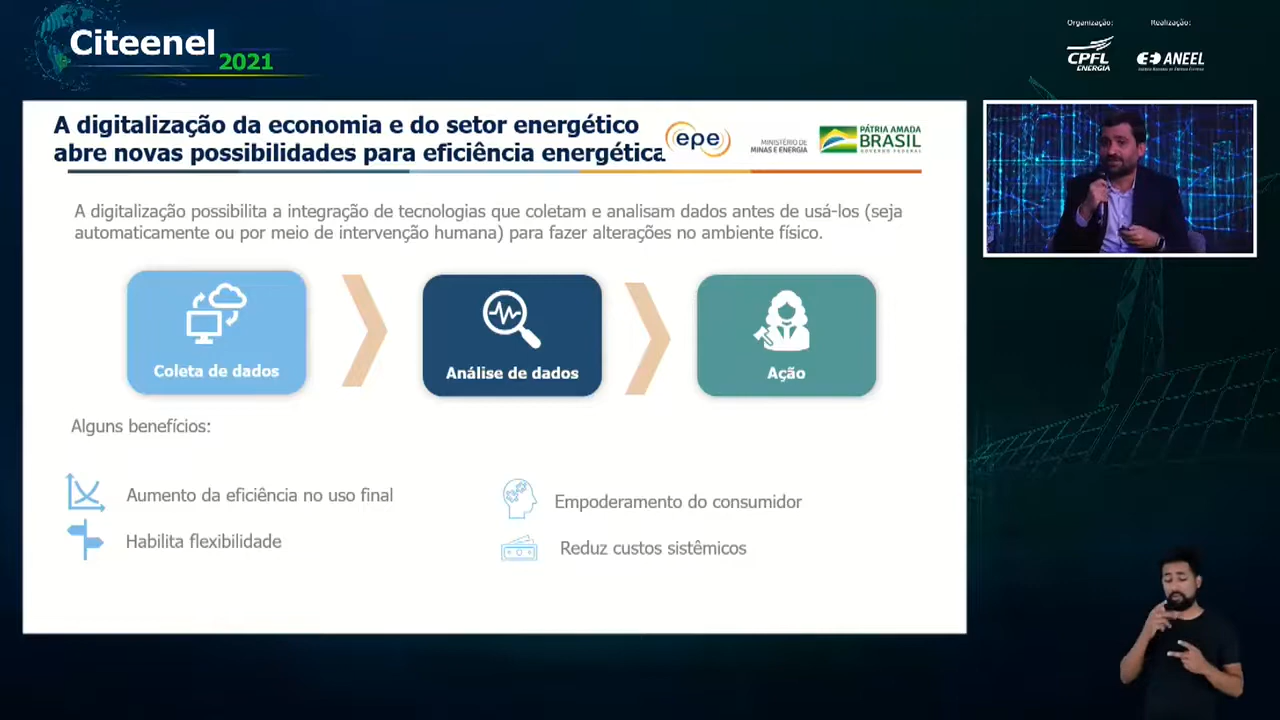 Citeenel
2021
Organização:
Realização:
CPFL
ENERGIA
ANEEL
A digitalização da economia e do setor energético
abre novas possibilidades para eficiência energética
epe
MINISTÉRIO DE
MINAS E ENERGIA
PÁTRIA AMADA
BRASIL
GOVERNO FEDERAL
A digitalização possibilita a integração de tecnologias que coletam e analisam dados antes de usá-los (seja
automaticamente ou por meio de intervenção humana) para fazer alterações no ambiente físico.
Coleta de dados
Análise de dados
Ação
Alguns benefícios:
Aumento da eficiência no uso final
Empoderamento do consumidor
Habilita flexibilidade
Reduz custos sistêmicos